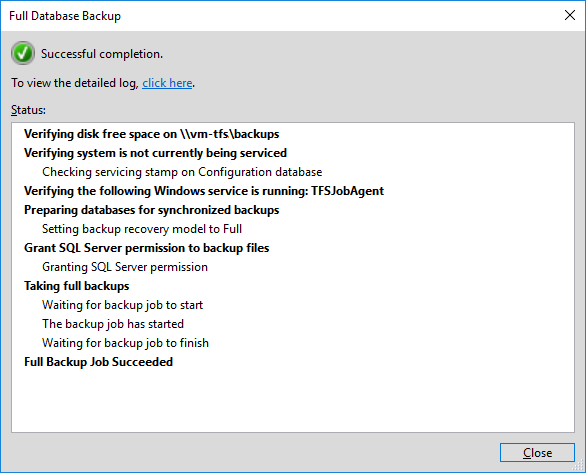 Full Database Backup
Successful completion.
To view the detailed log, click here.
Status:
Verifying disk free space on \\vm-tfs\backups
Verifying system is not currently being serviced
Checking servicing stamp on Configuration database
Verifying the following Windows service is running: TFSJobAgent
Preparing databases for synchronized backups
Setting backup recovery model to Full
Grant SQL Server permission to backup files
Granting SQL Server permission
Taking full backups
Waiting for backup job to start
The backup job has started
Waiting for backup job to finish
Full Backup Job Succeeded
Close